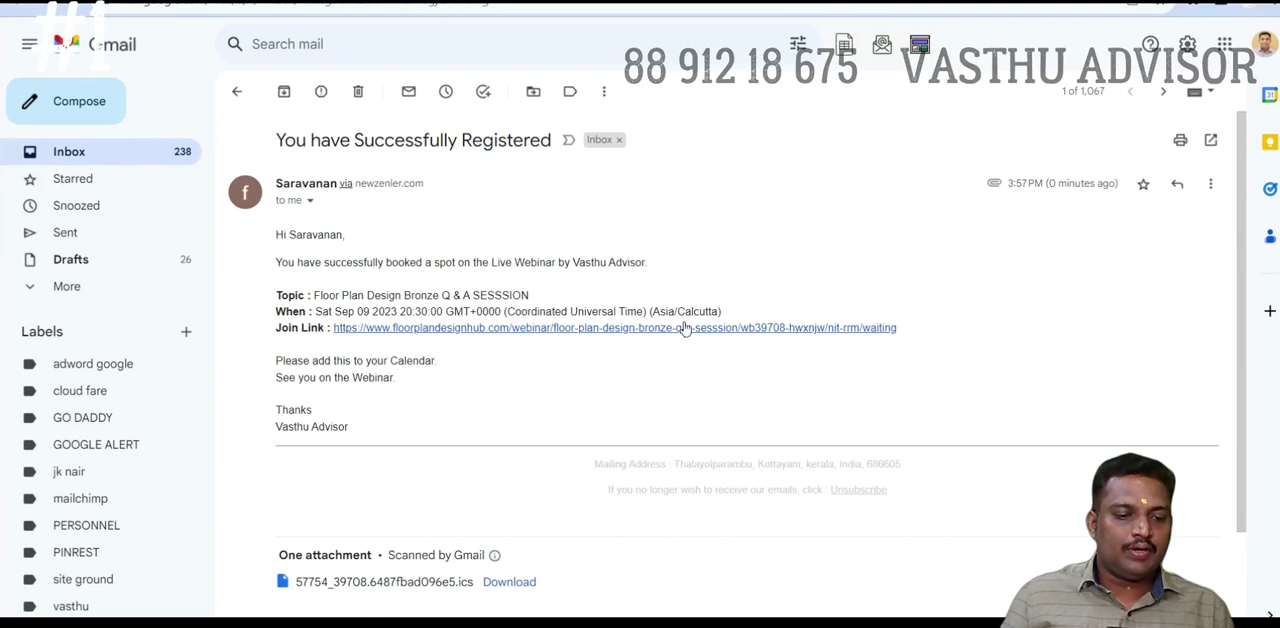 #1
Gmail
Search mail
88 912 18 675 VASTHU ADVISOR
Compose
1 of 1,067
Inbox 238
Starred
Snoozed
Sent
Drafts 26
More
Labels
adword google
cloud fare
GO DADDY
GOOGLE ALERT
jk nair
mailchimp
PERSONNEL
PINREST
site ground
vasthu
You have Successfully Registered
Inbox ×
f
Saravanan via newzenler.com
3:57 PM (0 minutes ago)
to me
Hi Saravanan,
You have successfully booked a spot on the Live Webinar by Vasthu Advisor.
Topic : Floor Plan Design Bronze Q & A SESSSION
When : Sat Sep 09 2023 20:30:00 GMT+0000 (Coordinated Universal Time) (Asia/Calcutta)
Join Link : https://www.floorplandesignhub.com/webinar/floor-plan-design-bronze-q-a-sesssion/wb39708-hwxnjw/nit-rrm/waiting
Please add this to your Calendar.
See you on the Webinar.
Thanks
Vasthu Advisor
Mailing Address : Thalayolparambu, Kottayam, kerala, India, 686605
If you no longer wish to receive our emails, click : Unsubscribe
One attachment • Scanned by Gmail
57754_39708.6487fbad096e5.ics Download
31